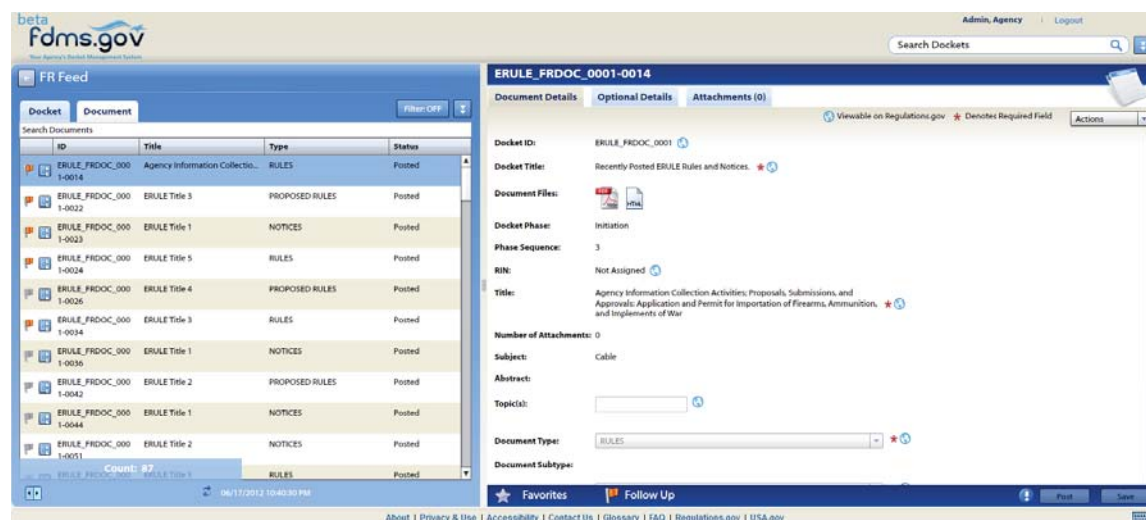 beta
fdms.gov
Your Agency's Docket Management System
Admin, Agency | Logout
Search Dockets
FR Feed
Docket Document Filter: OFF
Search Documents
ID Title Type Status
ERULE_FRDOC_000 Agency Information Collectio... RULES Posted
1-0014
ERULE_FRDOC_000 ERULE Title 3 PROPOSED RULES Posted
1-0022
ERULE_FRDOC_000 ERULE Title 1 NOTICES Posted
1-0023
ERULE_FRDOC_000 ERULE Title 5 RULES Posted
1-0024
ERULE_FRDOC_000 ERULE Title 4 PROPOSED RULES Posted
1-0026
ERULE_FRDOC_000 ERULE Title 3 RULES Posted
1-0034
ERULE_FRDOC_000 ERULE Title 1 NOTICES Posted
1-0036
ERULE_FRDOC_000 ERULE Title 2 PROPOSED RULES Posted
1-0042
ERULE_FRDOC_000 ERULE Title 1 NOTICES Posted
1-0044
ERULE_FRDOC_000 ERULE Title 2 NOTICES Posted
1-0051
Count: 87
RULES Posted
06/17/2012 10:40:30 PM
ERULE_FRDOC_0001-0014
Document Details Optional Details Attachments (0)
Viewable on Regulations.gov * Denotes Required Field Actions
Docket ID: ERULE_FRDOC_0001
Docket Title: Recently Posted ERULE Rules and Notices. *
Document Files: HTML
Docket Phase: Initiation
Phase Sequence: 3
RIN: Not Assigned
Title: Agency Information Collection Activities; Proposals, Submissions, and
Approvals: Application and Permit for Importation of Firearms, Ammunition, *
and Implements of War
Number of Attachments: 0
Subject: Cable
Abstract:
Topic(s):
Document Type: RULES *
Document Subtype:
Favorites Follow Up Post Save
About | Privacy & Use | Accessibility | Contact Us | Glossary | FAQ | Regulations.gov | USA.gov